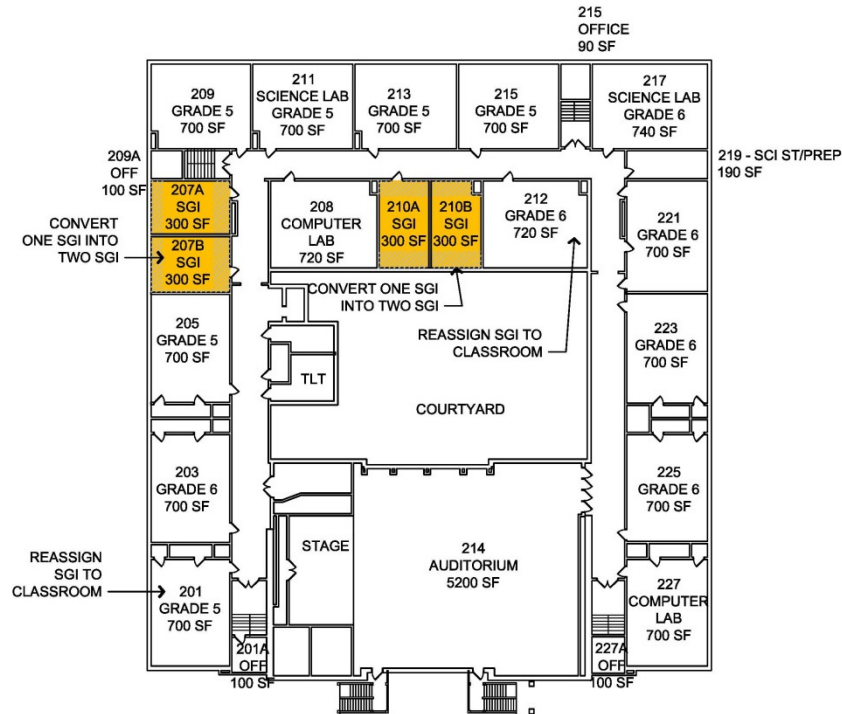 215
OFFICE
90 SF
209
GRADE 5
700 SF
211
SCIENCE LAB
GRADE 5
700 SF
213
GRADE 5
700 SF
215
GRADE 5
700 SF
217
SCIENCE LAB
GRADE 6
740 SF
209A
OFF
100 SF
219 - SCI ST/PREP
190 SF
207A
SGI
300 SF
CONVERT
ONE SGI INTO
TWO SGI
207B
SGI
300 SF
208
COMPUTER
LAB
720 SF
210A
SGI
300 SF
210B
SGI
300 SF
212
GRADE 6
720 SF
221
GRADE 6
700 SF
CONVERT ONE SGI
INTO TWO SGI
REASSIGN SGI TO
CLASSROOM
205
GRADE 5
700 SF
223
GRADE 6
700 SF
TLT
COURTYARD
203
GRADE 6
700 SF
225
GRADE 6
700 SF
STAGE
214
AUDITORIUM
5200 SF
REASSIGN
SGI TO
CLASSROOM
201
GRADE 5
700 SF
227
COMPUTER
LAB
700 SF
201A
OFF
100 SF
227A
OFF
100 SF